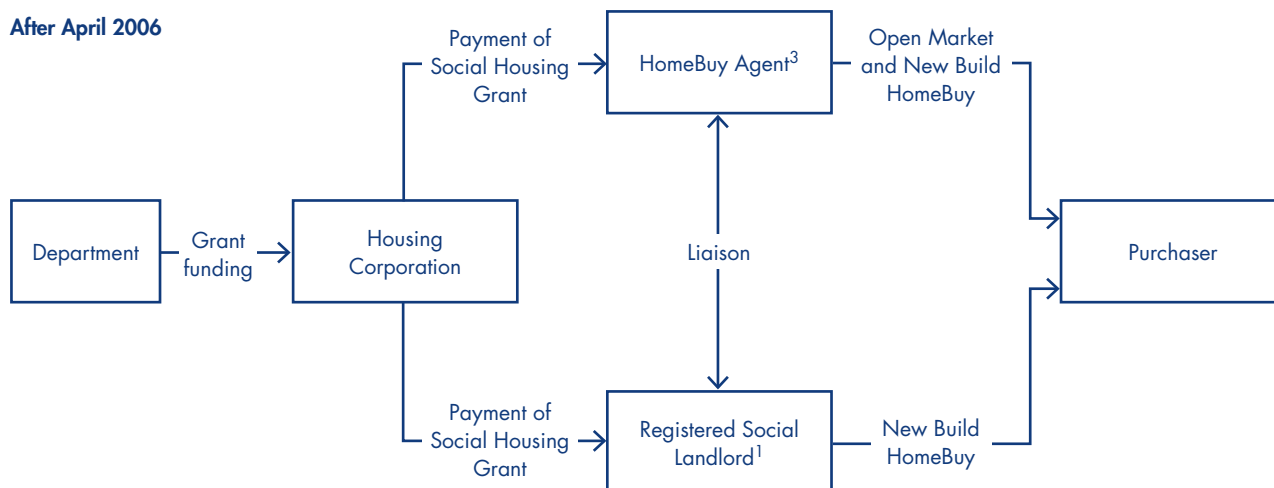 After April 2006
Payment of
Social Housing
Grant
HomeBuy Agent³
Open Market
and New Build
HomeBuy
Department
Grant
funding
Housing
Corporation
Liaison
Purchaser
Payment of
Social Housing
Grant
Registered Social
Landlord¹
New Build
HomeBuy